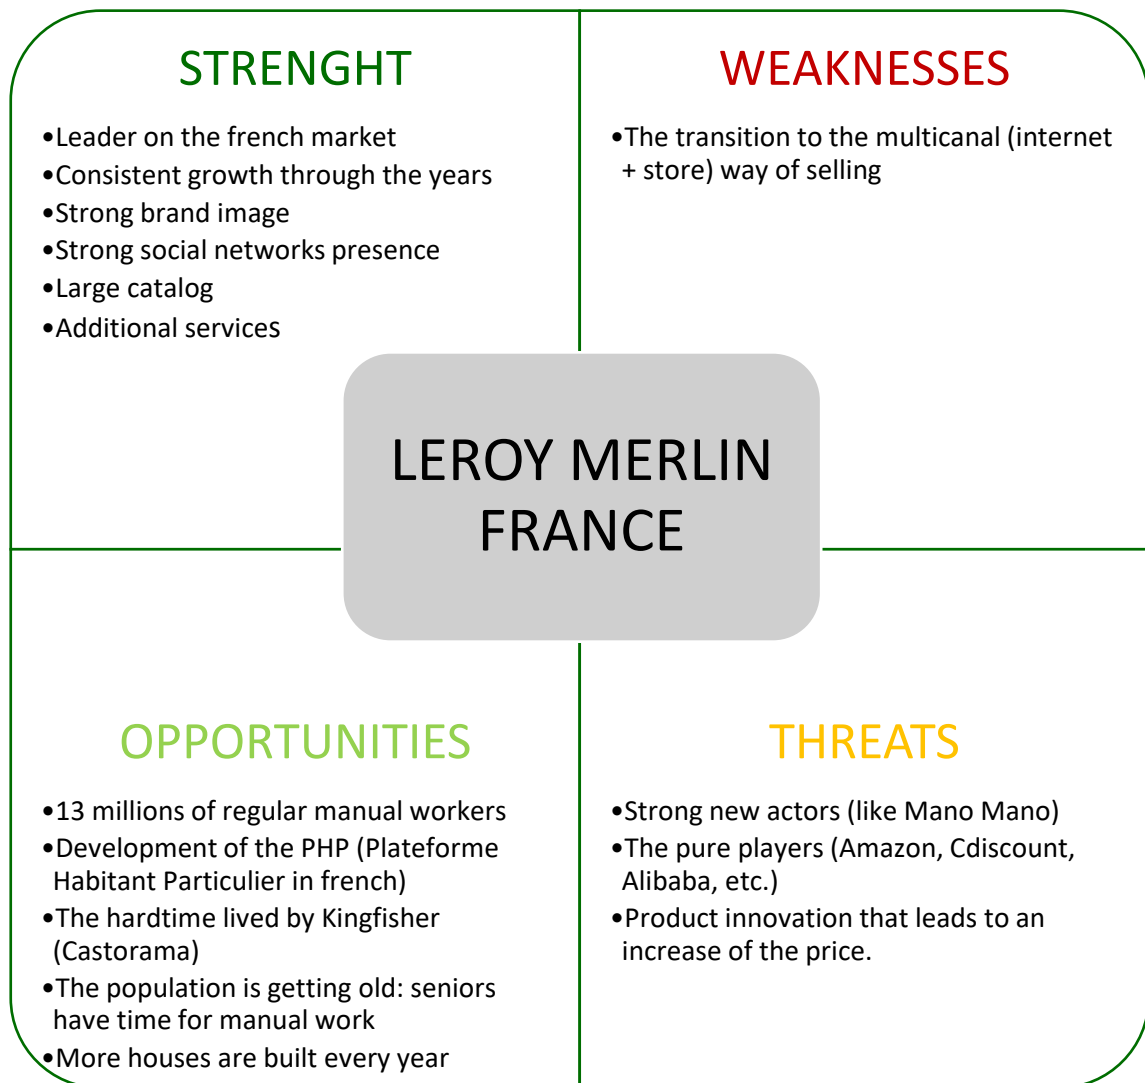 STRENGHT
•Leader on the french market
•Consistent growth through the years
•Strong brand image
•Strong social networks presence
•Large catalog
•Additional services
WEAKNESSES
•The transition to the multicanal (internet
+ store) way of selling
LEROY MERLIN
FRANCE
OPPORTUNITIES
•13 millions of regular manual workers
•Development of the PHP (Plateforme
Habitant Particulier in french)
•The hardtime lived by Kingfisher
(Castorama)
•The population is getting old: seniors
have time for manual work
•More houses are built every year
THREATS
•Strong new actors (like Mano Mano)
•The pure players (Amazon, Cdiscount,
Alibaba, etc.)
•Product innovation that leads to an
increase of the price.